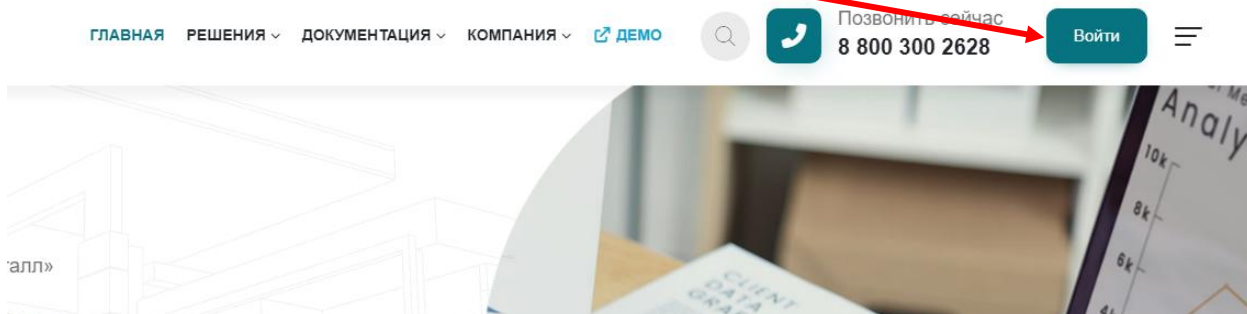 Позвонить сейчас
ГЛАВНАЯ РЕШЕНИЯ ДОКУМЕНТАЦИЯ КОМПАНИЯ ДЕМО
8 800 300 2628
Войти
Analy
10k
8k
6k
4k
CLIENT
DATA
талл»